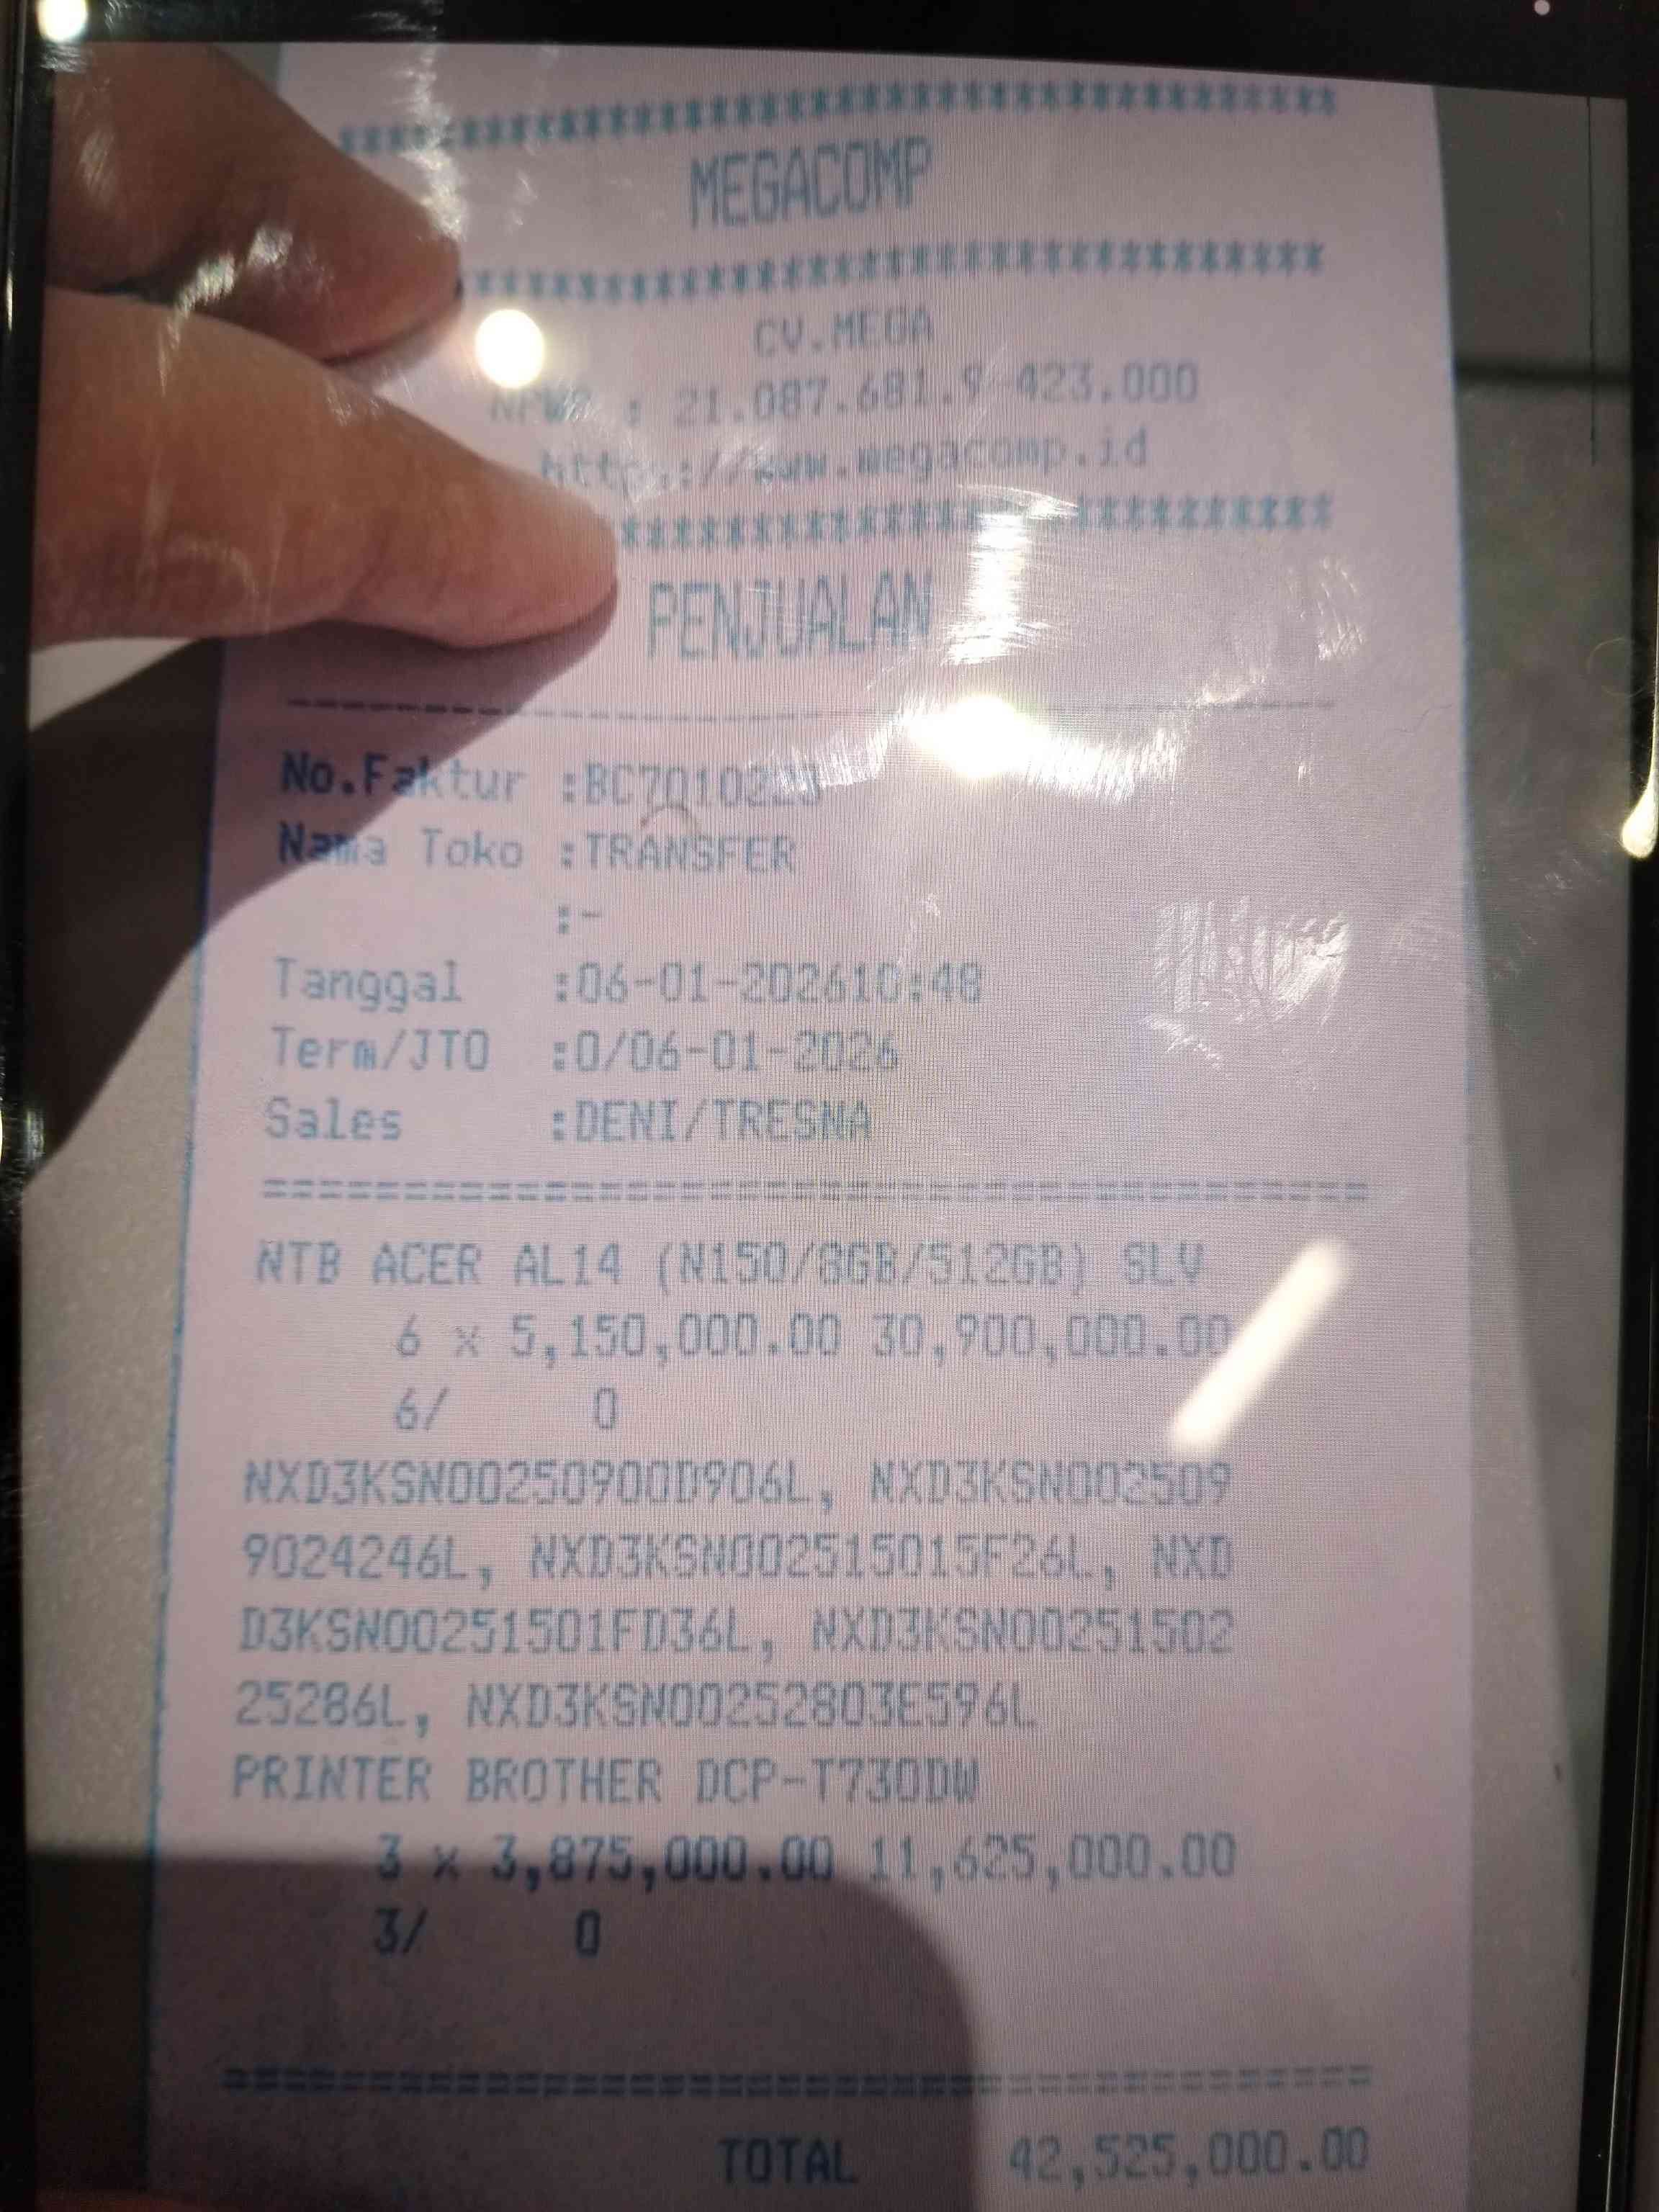 ***********************************
MEGACOMP
******************************
CV.MEGA
NPWP : 21.087.681.9-423.000
https://www.megacomp.id
*************************
PENJUALAN
-------------------------------------
No.Faktur :BC7010223
Nama Toko :TRANSFER
:-
Tanggal :06-01-202610:48
Term/JTO :0/06-01-2026
Sales :DENI/TRESNA
=======================================
NTB ACER AL14 (N150/8GB/512GB) SLV
6 x 5,150,000.00 30,900,000.00
6/ 0
NXD3KSN00250900D906L, NXD3KSN002509
9024246L, NXD3KSN002515015F26L, NXD
D3KSN00251501FD36L, NXD3KSN00251502
25286L, NXD3KSN00252803E596L
PRINTER BROTHER DCP-T730DW
3 x 3,875,000.00 11,625,000.00
3/ 0
=======================================
TOTAL 42,525,000.00